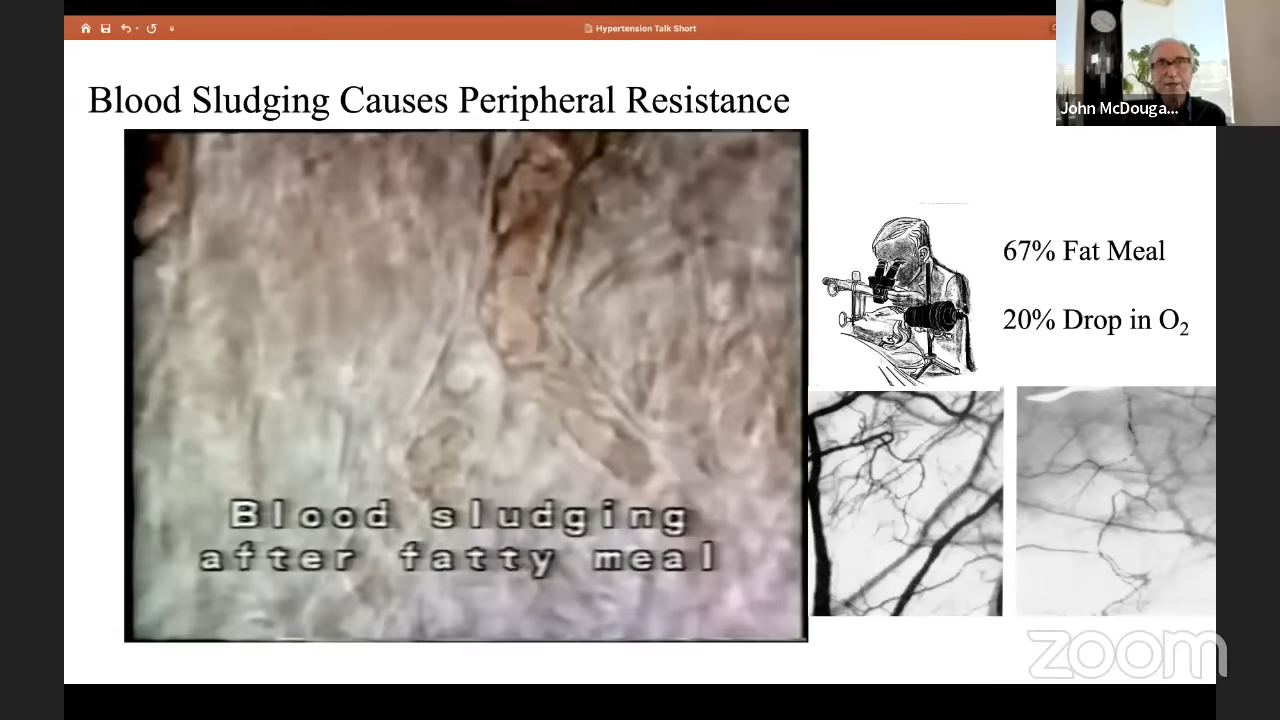 Hypertension Talk Short
John McDouga...
Blood Sludging Causes Peripheral Resistance
67% Fat Meal
20% Drop in O₂
Blood sludging
after fatty meal
zoom